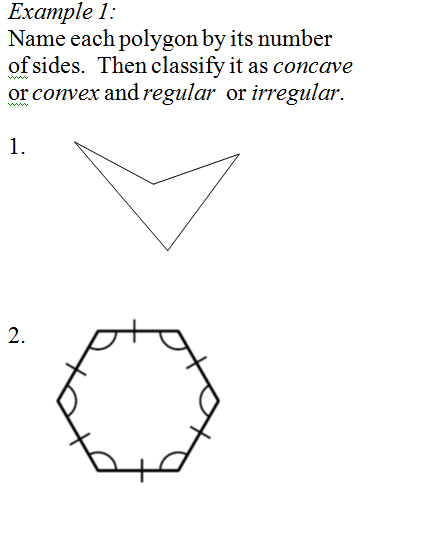 Example 1:
Name each polygon by its number
of sides. Then classify it as concave
or convex and regular or irregular.
1.
2.